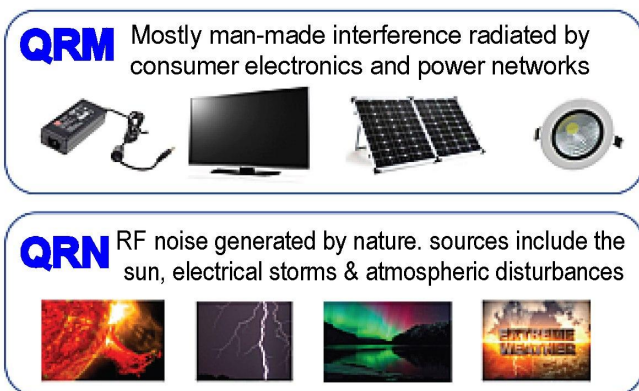 QRM Mostly man-made interference radiated by
consumer electronics and power networks
QRN RF noise generated by nature. sources include the
sun, electrical storms & atmospheric disturbances
EXTREME
WEATHER